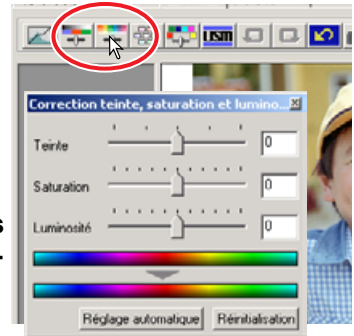 USM
Correction teinte, saturation et lumino...
Teinte
0
Saturation
0
Luminosité
0
Réglage automatique
Réinitialisation